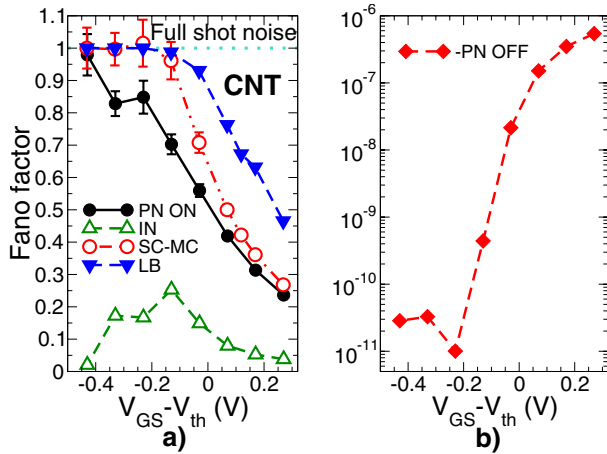 Full shot noise
CNT
1.1
1
0.9
0.8
0.7
0.6
0.5
0.4
0.3
0.2
0.1
0
Fano factor
PN ON
IN
SC-MC
LB
-0.4 -0.2 0 0.2
V_GS-V_th (V)
a)
10^-6
10^-7
10^-8
10^-9
10^-10
10^-11
-PN OFF
-0.4 -0.2 0 0.2
V_GS-V_th (V)
b)